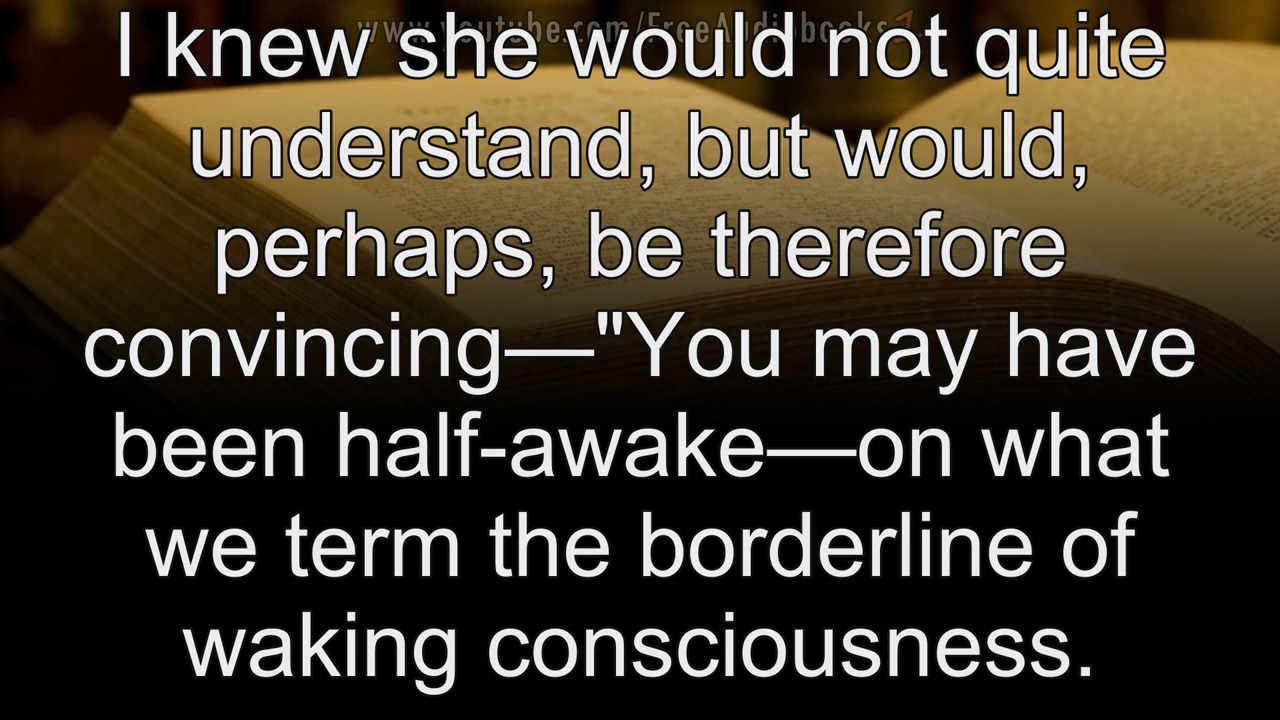 www.youtube.com/FreeAudiobooks
I knew she would not quite
understand, but would,
perhaps, be therefore
convincing—"You may have
been half-awake—on what
we term the borderline of
waking consciousness.